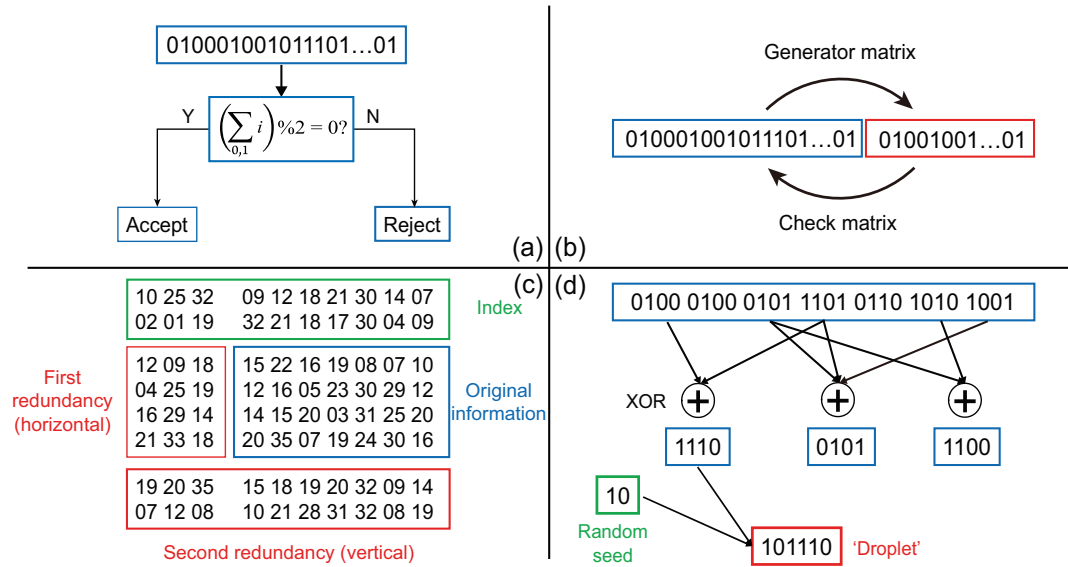 010001001011101...01
Y
(∑ i) %2 = 0?
0,1
N
Accept
Reject
(a)
Generator matrix
010001001011101...01
01001001...01
Check matrix
(b)
(c)
10 25 32 09 12 18 21 30 14 07
02 01 19 32 21 18 17 30 04 09
Index
12 09 18 15 22 16 19 08 07 10
04 25 19 12 16 05 23 30 29 12
16 29 14 14 15 20 03 31 25 20
21 33 18 20 35 07 19 24 30 16
First
redundancy
(horizontal)
Original
information
19 20 35 15 18 19 20 32 09 14
07 12 08 10 21 28 31 32 08 19
Second redundancy (vertical)
(d)
0100 0100 0101 1101 0110 1010 1001
XOR
1110
0101
1100
10
Random
seed
101110
'Droplet'